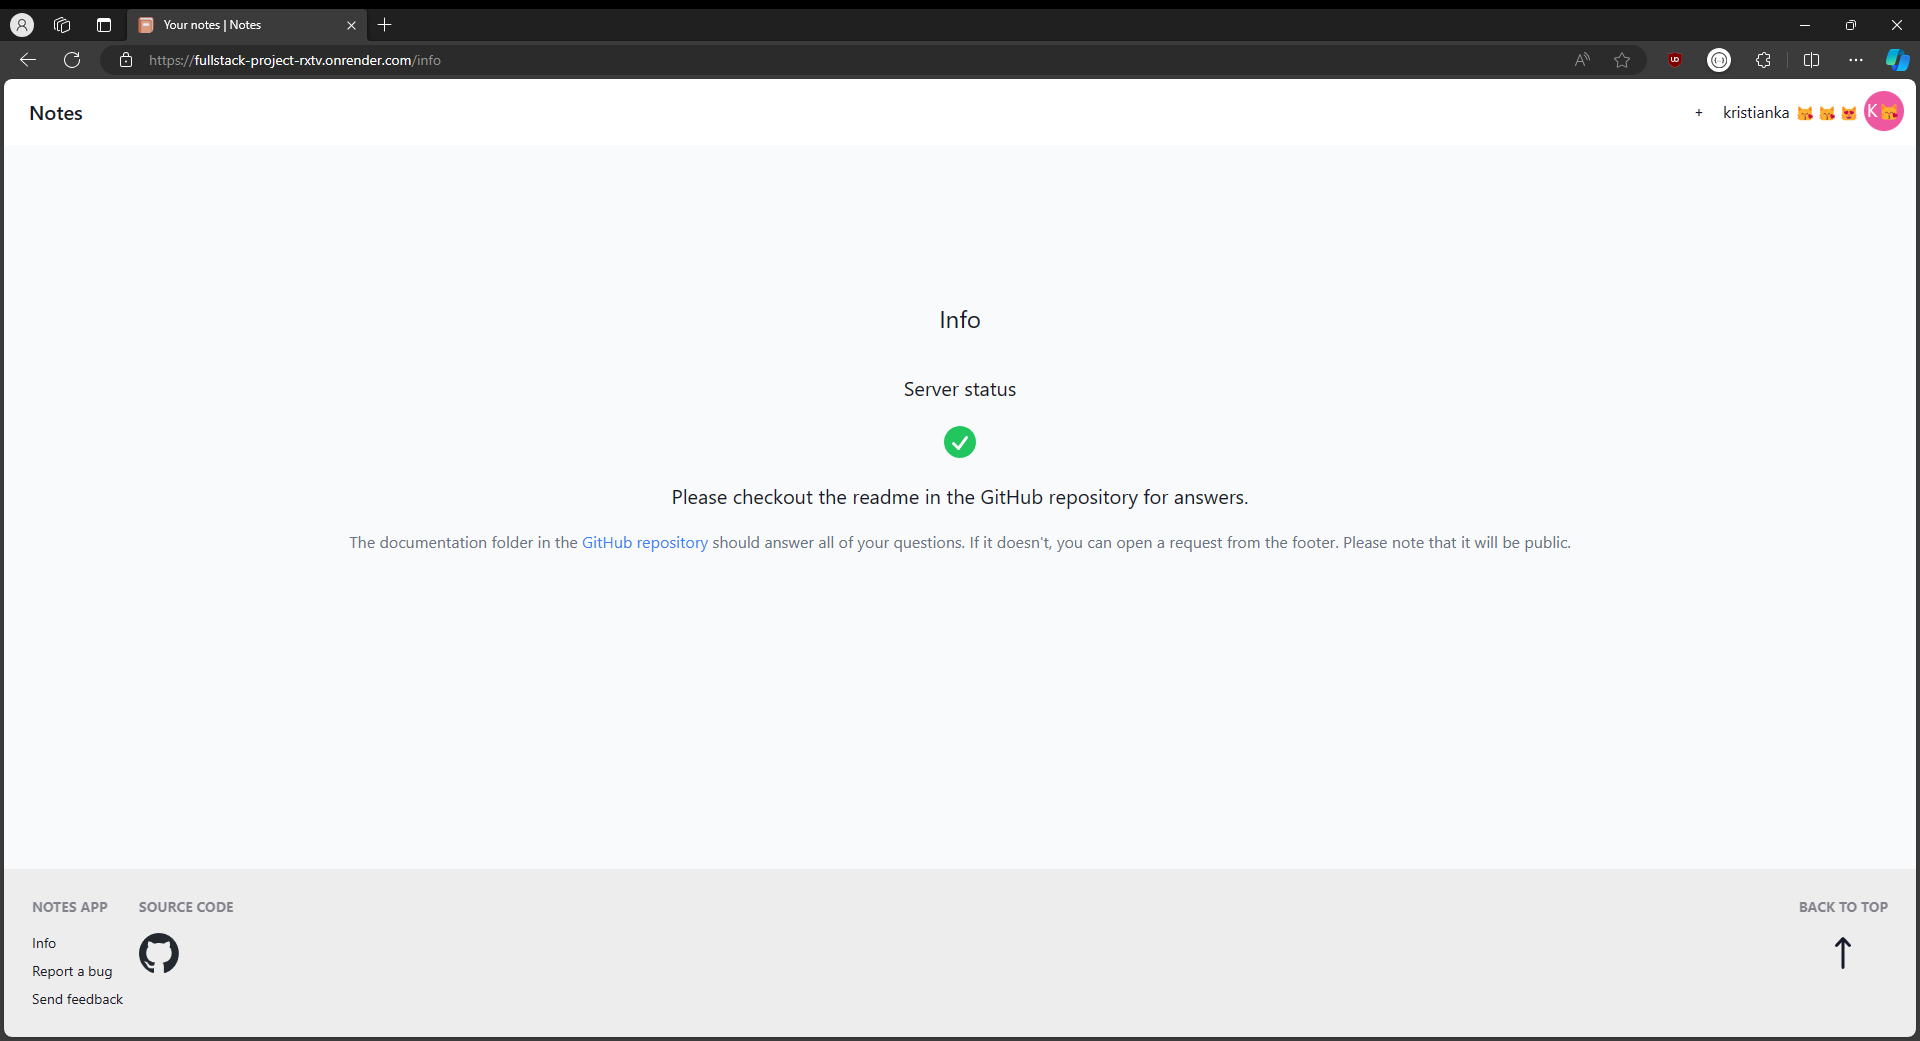 Your notes | Notes
https://fullstack-project-rxtv.onrender.com/info
Notes
+ kristianka 😽 😽 😻 K😽
Info
Server status
Please checkout the readme in the GitHub repository for answers.
The documentation folder in the GitHub repository should answer all of your questions. If it doesn't, you can open a request from the footer. Please note that it will be public.
NOTES APP
Info
Report a bug
Send feedback
SOURCE CODE
BACK TO TOP